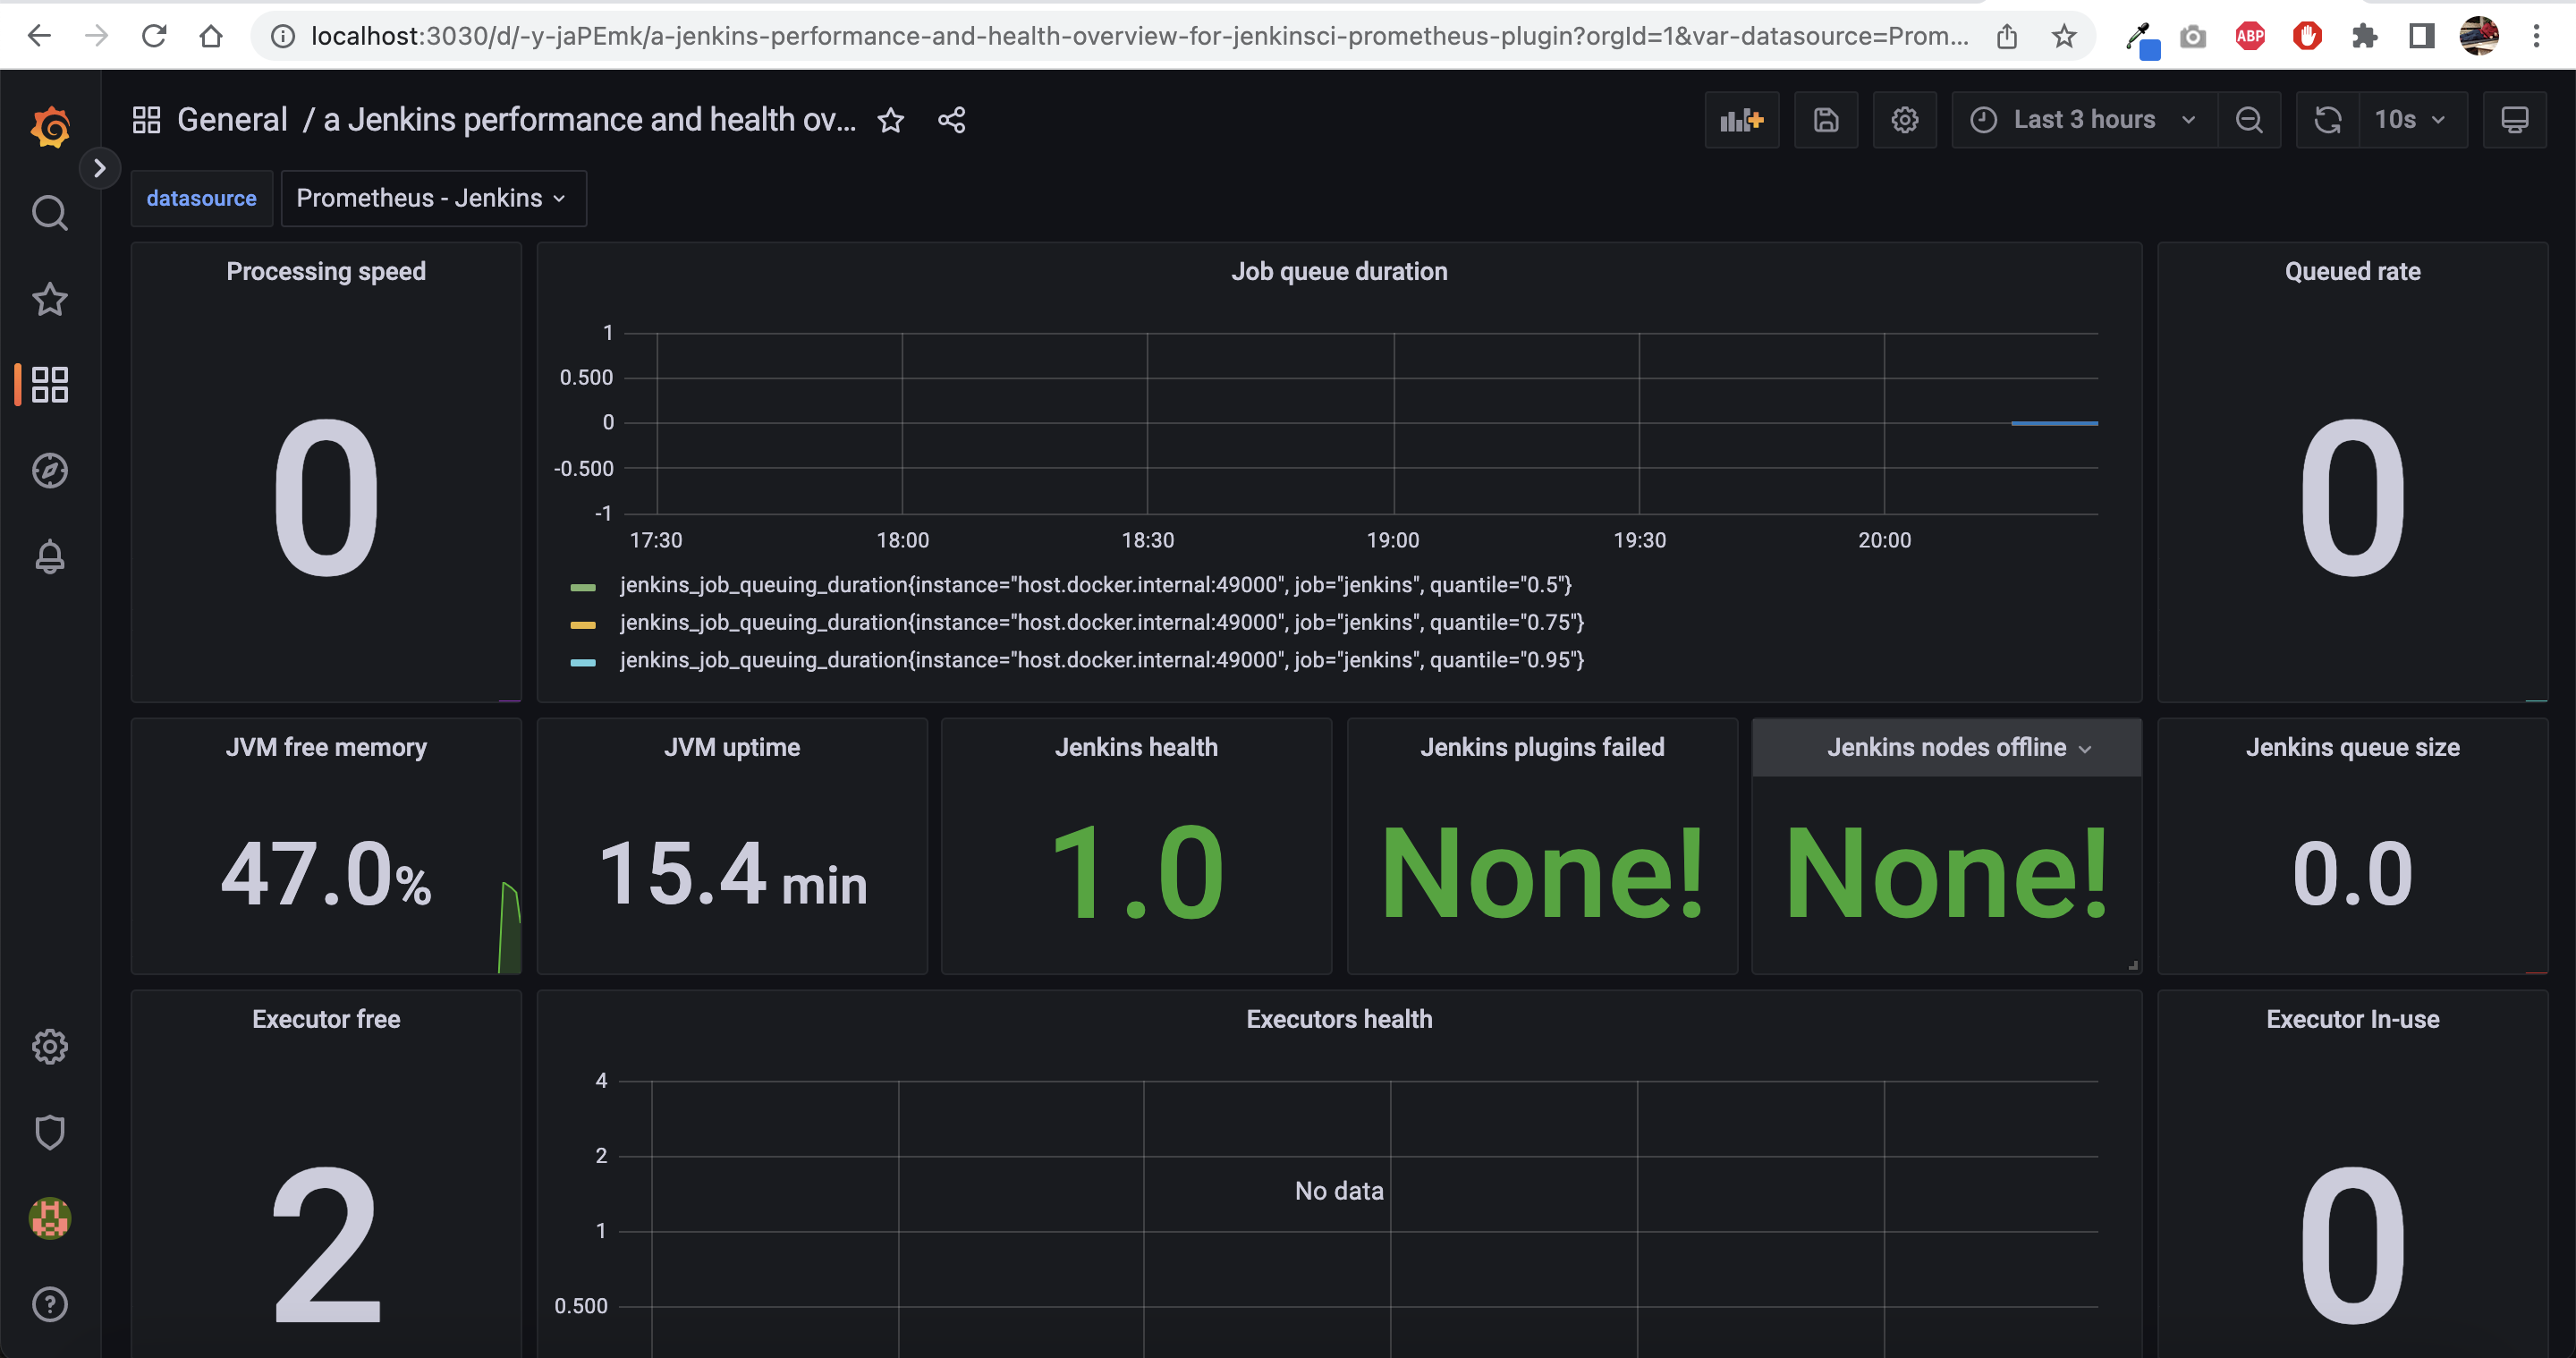 localhost:3030/d/-y-jaPEmk/a-jenkins-performance-and-health-overview-for-jenkinsci-prometheus-plugin?orgId=1&var-datasource=Prom...
ABP
General / a Jenkins performance and health ov...
Last 3 hours
10s
datasource
Prometheus - Jenkins
Processing speed
0
Job queue duration
1
0.500
0
-0.500
-1
17:30 18:00 18:30 19:00 19:30 20:00
jenkins_job_queuing_duration{instance="host.docker.internal:49000", job="jenkins", quantile="0.5"}
jenkins_job_queuing_duration{instance="host.docker.internal:49000", job="jenkins", quantile="0.75"}
jenkins_job_queuing_duration{instance="host.docker.internal:49000", job="jenkins", quantile="0.95"}
Queued rate
0
JVM free memory
47.0%
JVM uptime
15.4 min
Jenkins health
1.0
Jenkins plugins failed
None!
Jenkins nodes offline
None!
Jenkins queue size
0.0
Executor free
2
Executors health
4
2
1
0.500
No data
Executor In-use
0